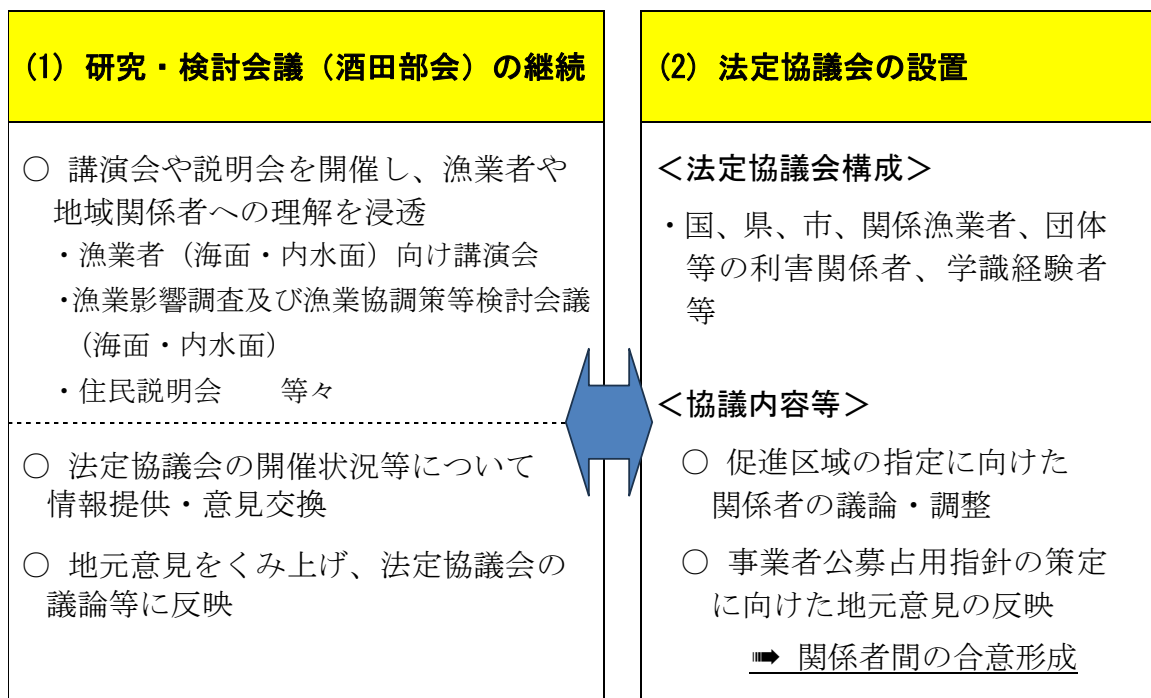 (1) 研究・検討会議（酒田部会）の継続
○ 講演会や説明会を開催し、漁業者や
地域関係者への理解を浸透
・漁業者（海面・内水面）向け講演会
・漁業影響調査及び漁業協調策等検討会議
（海面・内水面）
・住民説明会　　等々
○ 法定協議会の開催状況等について
情報提供・意見交換
○ 地元意見をくみ上げ、法定協議会の
議論等に反映
(2) 法定協議会の設置
＜法定協議会構成＞
・国、県、市、関係漁業者、団体
等の利害関係者、学識経験者
等
＜協議内容等＞
○ 促進区域の指定に向けた
関係者の議論・調整
○ 事業者公募占用指針の策定
に向けた地元意見の反映
➠ 関係者間の合意形成